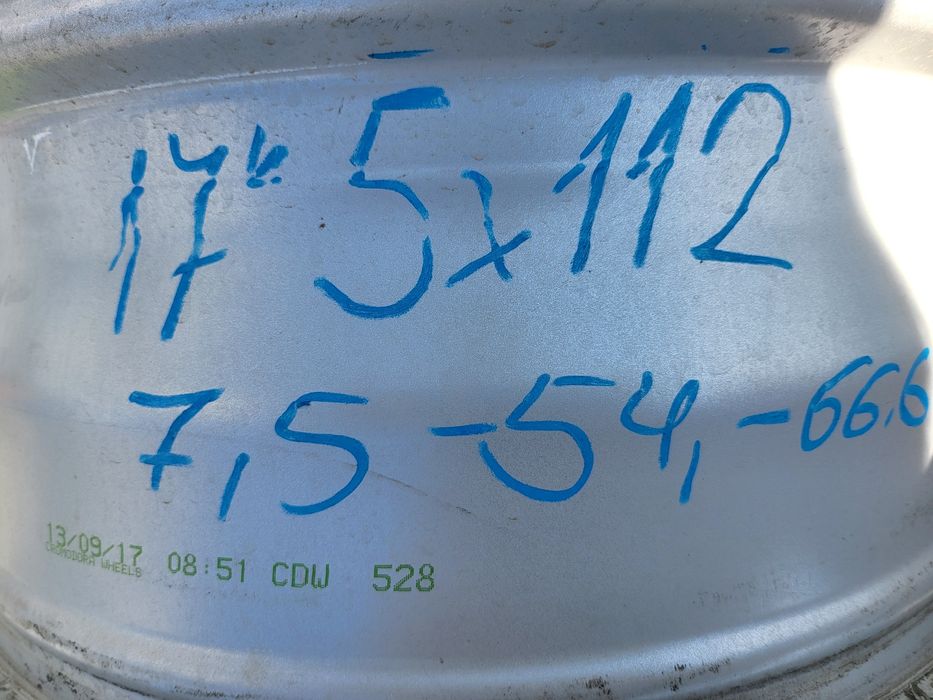 17" 5x112
7,5 - 54, - 66.6
13/09/17 08:51 CDW 528
CROMODORA WHEELS